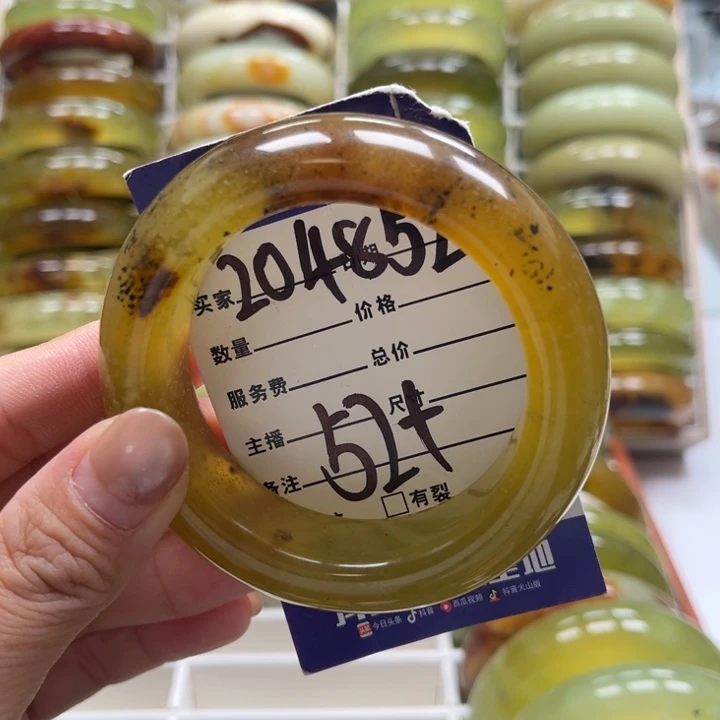 买家 204852
价格
数量
总价
服务费
尺寸
主播 52+
备注
有裂
今日头条 抖音 西瓜视频 抖音火山版